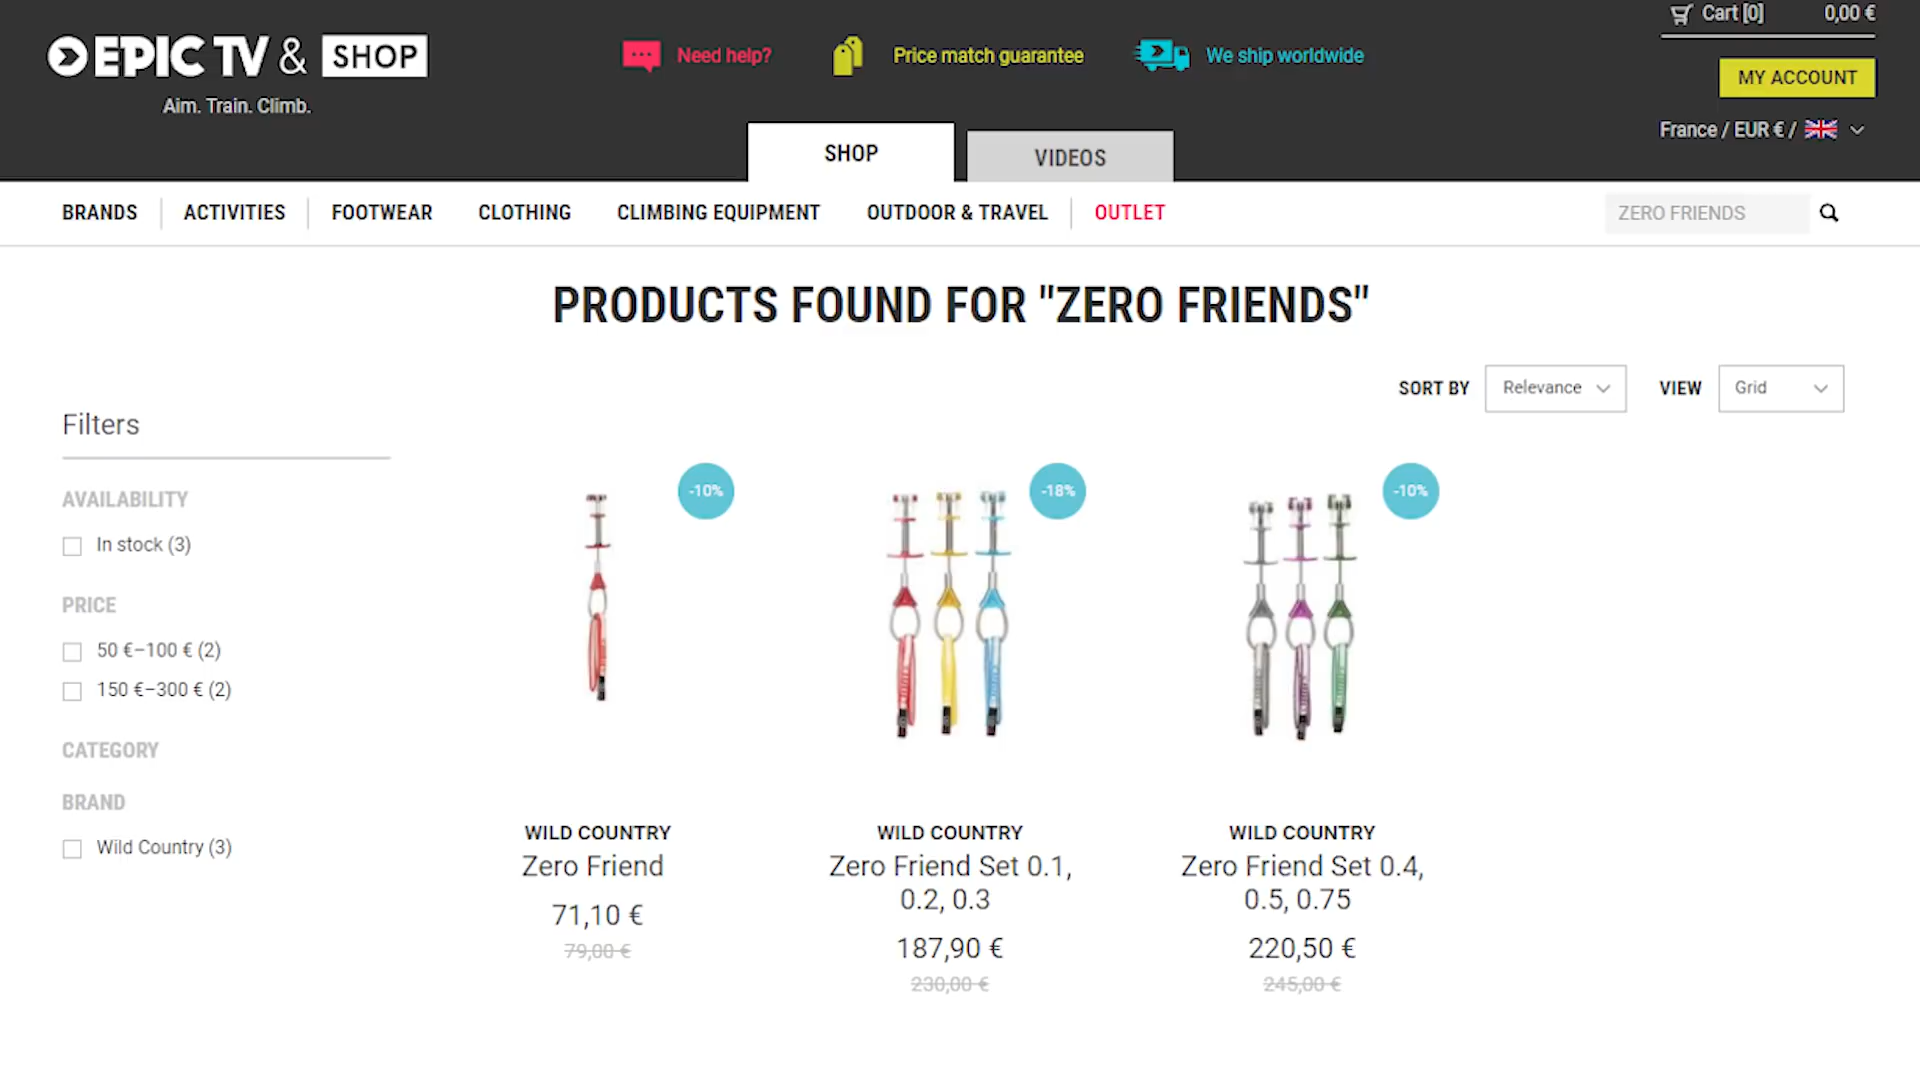 Cart [0] 0,00 €
EPIC TV & SHOP
Need help?
Price match guarantee
We ship worldwide
MY ACCOUNT
Aim. Train. Climb.
France / EUR € /
SHOP
VIDEOS
BRANDS
ACTIVITIES
FOOTWEAR
CLOTHING
CLIMBING EQUIPMENT
OUTDOOR & TRAVEL
OUTLET
ZERO FRIENDS
PRODUCTS FOUND FOR "ZERO FRIENDS"
SORT BY Relevance
VIEW Grid
Filters
AVAILABILITY
In stock (3)
PRICE
50 €–100 € (2)
150 €–300 € (2)
CATEGORY
BRAND
Wild Country (3)
-10%
WILD COUNTRY
Zero Friend
71,10 €
79,00 €
-18%
WILD COUNTRY
Zero Friend Set 0.1,
0.2, 0.3
187,90 €
230,00 €
-10%
WILD COUNTRY
Zero Friend Set 0.4,
0.5, 0.75
220,50 €
245,00 €